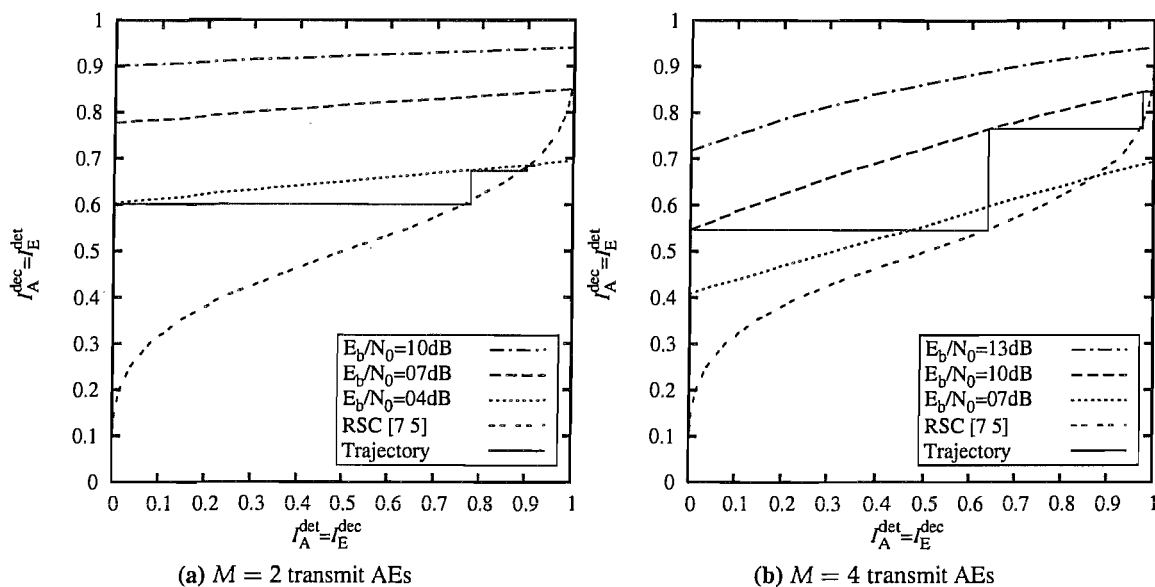 1
0.9
0.8
0.7
0.6
0.5
0.4
0.3
0.2
0.1
0
I_A^dec=I_E^det
E_b/N_0=10dB
E_b/N_0=07dB
E_b/N_0=04dB
RSC [7 5]
Trajectory
0 0.1 0.2 0.3 0.4 0.5 0.6 0.7 0.8 0.9 1
I_A^det=I_E^dec
(a) M = 2 transmit AEs
1
0.9
0.8
0.7
0.6
0.5
0.4
0.3
0.2
0.1
0
I_A^dec=I_E^det
E_b/N_0=13dB
E_b/N_0=10dB
E_b/N_0=07dB
RSC [7 5]
Trajectory
0 0.1 0.2 0.3 0.4 0.5 0.6 0.7 0.8 0.9 1
I_A^det=I_E^dec
(b) M = 4 transmit AEs